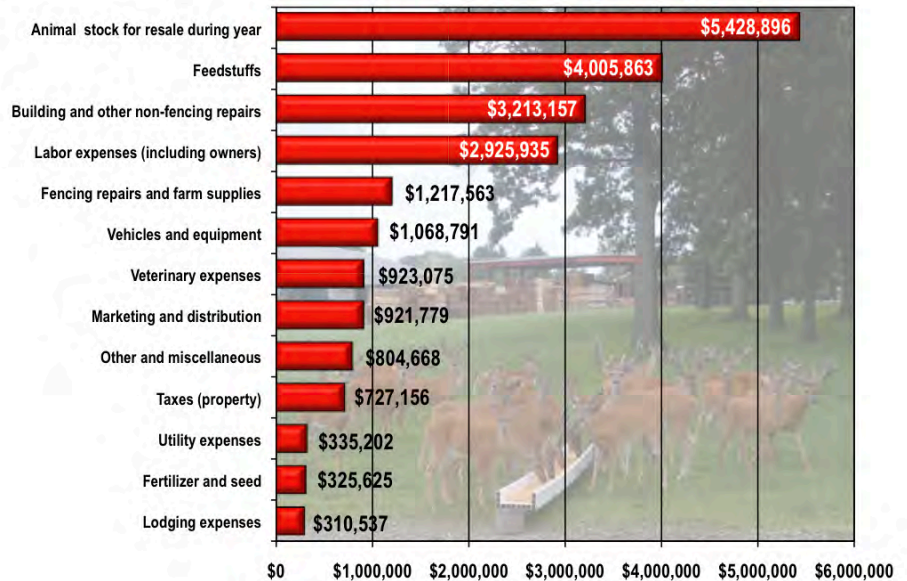 Animal stock for resale during year
$5,428,896
Feedstuffs
$4,005,863
Building and other non-fencing repairs
$3,213,157
Labor expenses (including owners)
$2,925,935
Fencing repairs and farm supplies
$1,217,563
Vehicles and equipment
$1,068,791
Veterinary expenses
$923,075
Marketing and distribution
$921,779
Other and miscellaneous
$804,668
Taxes (property)
$727,156
Utility expenses
$335,202
Fertilizer and seed
$325,625
Lodging expenses
$310,537
$0 $1,000,000 $2,000,000 $3,000,000 $4,000,000 $5,000,000 $6,000,000